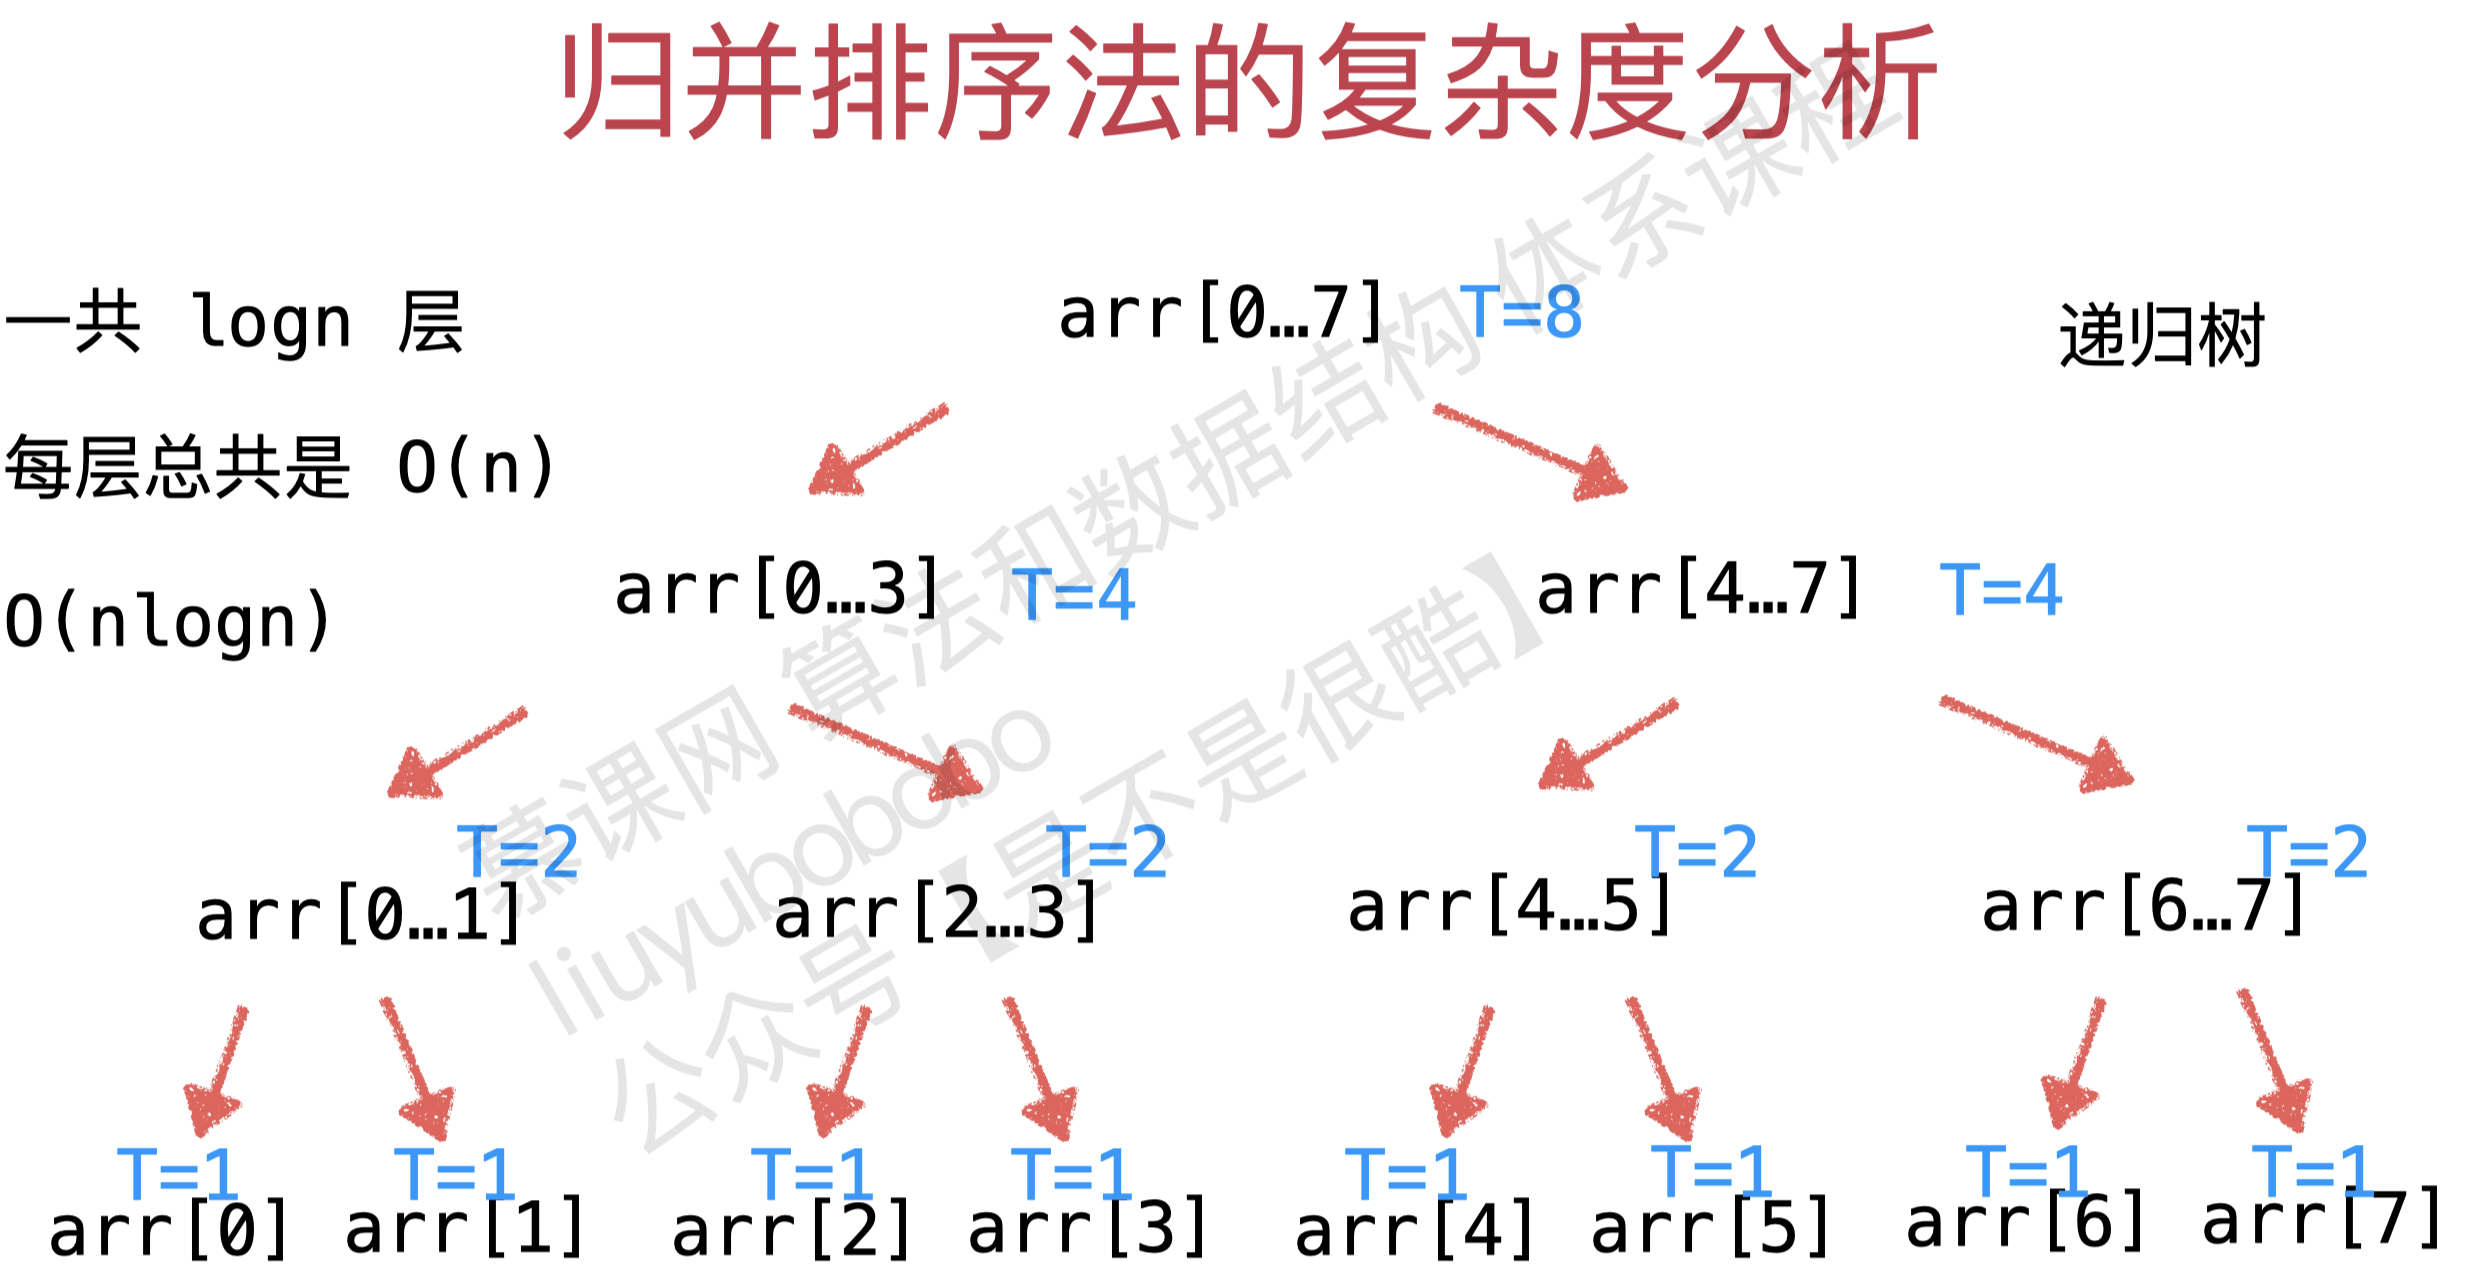 归并排序法的复杂度分析
一共 logn 层
arr[0…7] T=8
递归树
每层总共是 O(n)
arr[0…3] T=4
arr[4…7] T=4
O(nlogn)
T=2 T=2 T=2 T=2
arr[0…1] arr[2…3] arr[4…5] arr[6…7]
T=1 T=1 T=1 T=1 T=1 T=1 T=1 T=1
arr[0] arr[1] arr[2] arr[3] arr[4] arr[5] arr[6] arr[7]
慕课网 算法和数据结构 体系课程
liuyubobobo
公众号【是不是很酷】